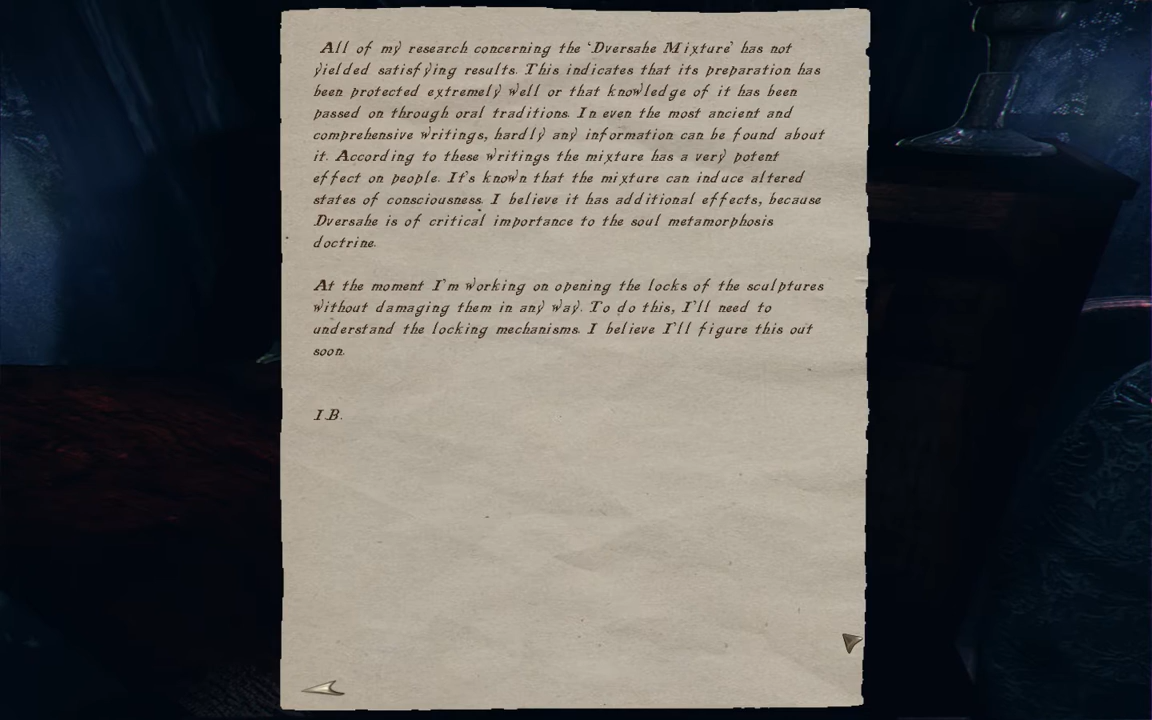 All of my research concerning the 'Dversahe Mixture' has not
yielded satisfying results. This indicates that its preparation has
been protected extremely well or that knowledge of it has been
passed on through oral traditions. In even the most ancient and
comprehensive writings, hardly any information can be found about
it. According to these writings the mixture has a very potent
effect on people. It's known that the mixture can induce altered
states of consciousness. I believe it has additional effects, because
Dversahe is of critical importance to the soul metamorphosis
doctrine.
At the moment I'm working on opening the locks of the sculptures
without damaging them in any way. To do this, I'll need to
understand the locking mechanisms. I believe I'll figure this out
soon.
I.B.